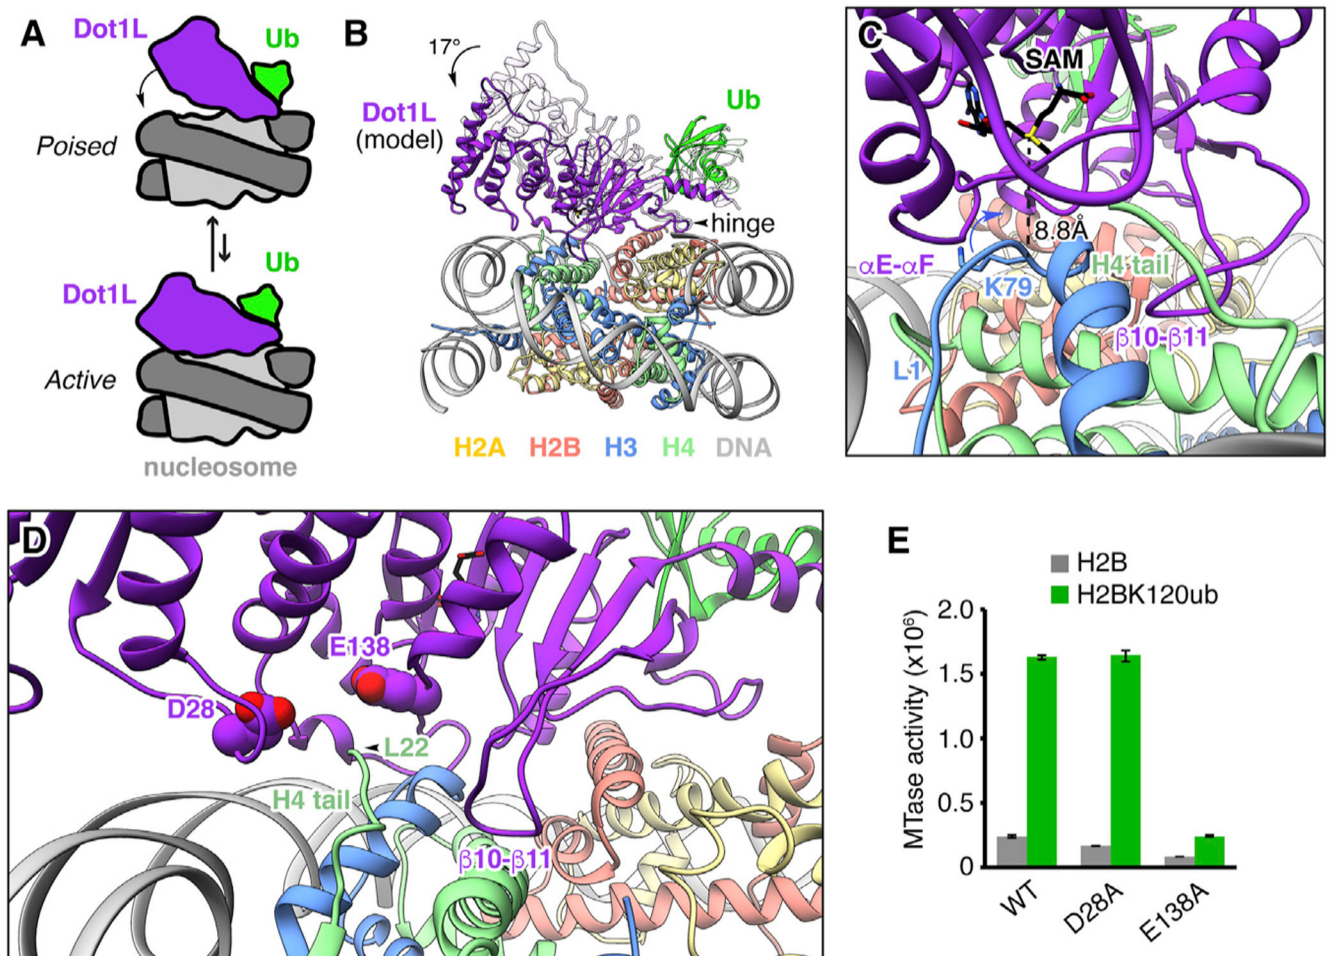 A
Dot1L
Ub
Poised
Dot1L
Ub
Active
nucleosome
B
17°
Dot1L
(model)
Ub
hinge
H2A H2B H3 H4 DNA
C
SAM
8.8Å
αE-αF
K79
H4 tail
β10-β11
L1
D
E138
D28
L22
H4 tail
β10-β11
E
H2B
H2BK120ub
MTase activity (x10⁶)
2.0
1.5
1.0
0.5
0
WT
D28A
E138A